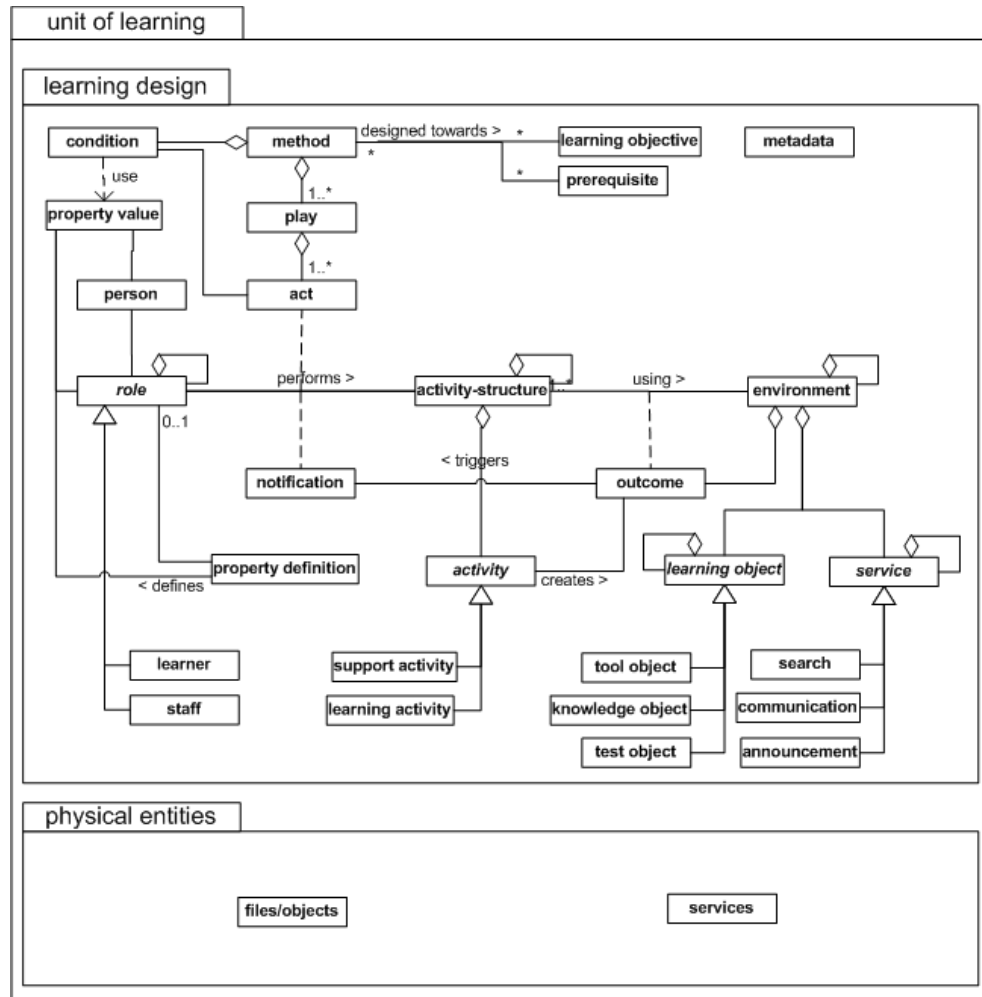 unit of learning
learning design
condition
method
designed towards >
*
*
learning objective
metadata
use
*
prerequisite
1..*
property value
play
1..*
person
act
role
performs >
activity-structure
using >
environment
0..1
< triggers
notification
outcome
property definition
activity
creates >
learning object
service
< defines
learner
support activity
tool object
search
staff
learning activity
knowledge object
communication
test object
announcement
physical entities
files/objects
services